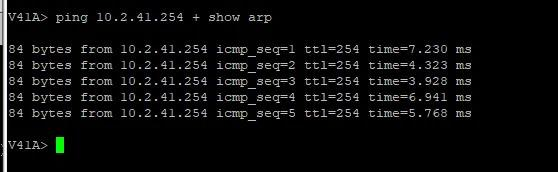 V41A> ping 10.2.41.254 + show arp
84 bytes from 10.2.41.254 icmp_seq=1 ttl=254 time=7.230 ms
84 bytes from 10.2.41.254 icmp_seq=2 ttl=254 time=4.323 ms
84 bytes from 10.2.41.254 icmp_seq=3 ttl=254 time=3.928 ms
84 bytes from 10.2.41.254 icmp_seq=4 ttl=254 time=6.941 ms
84 bytes from 10.2.41.254 icmp_seq=5 ttl=254 time=5.768 ms
V41A>